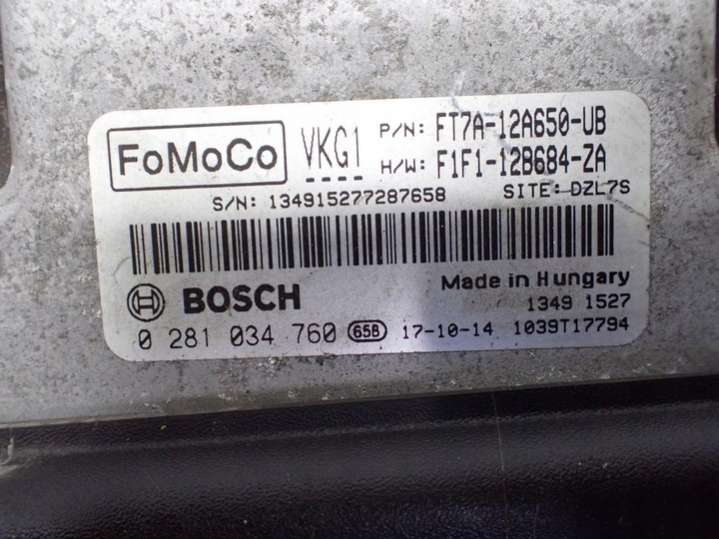 FoMoCo VKG1 P/N: FT7A-12A650-UB
H/W: F1F1-12B684-ZA
S/N: 134915277287658 SITE: DZL7S
BOSCH Made in Hungary
1349 1527
0 281 034 760 65B 17-10-14 1039T17794